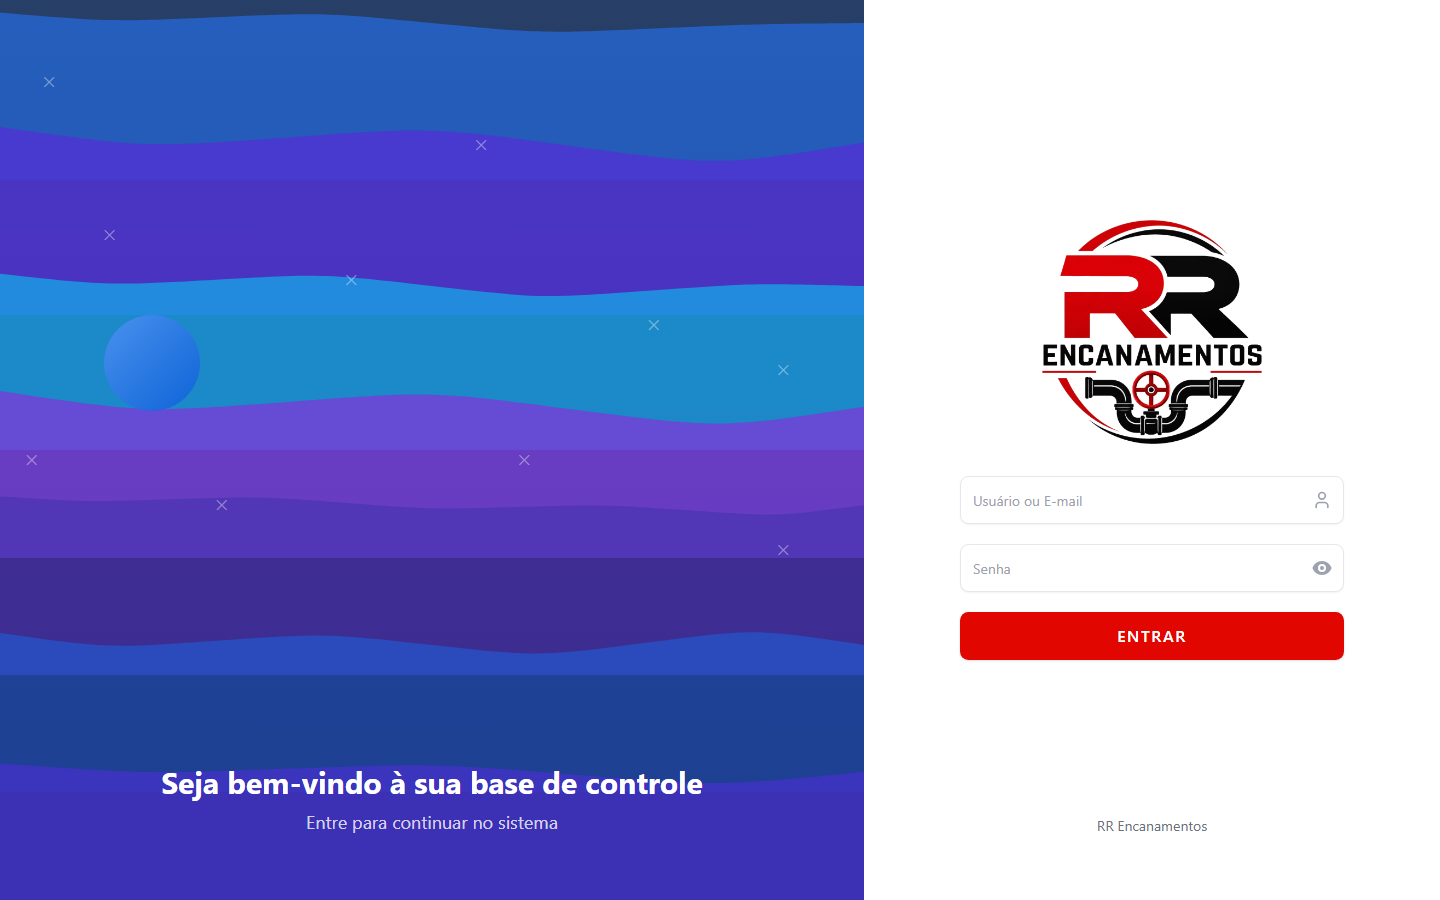 Seja bem-vindo à sua base de controle
Entre para continuar no sistema
RR
ENCANAMENTOS
Usuário ou E-mail
Senha
ENTRAR
RR Encanamentos